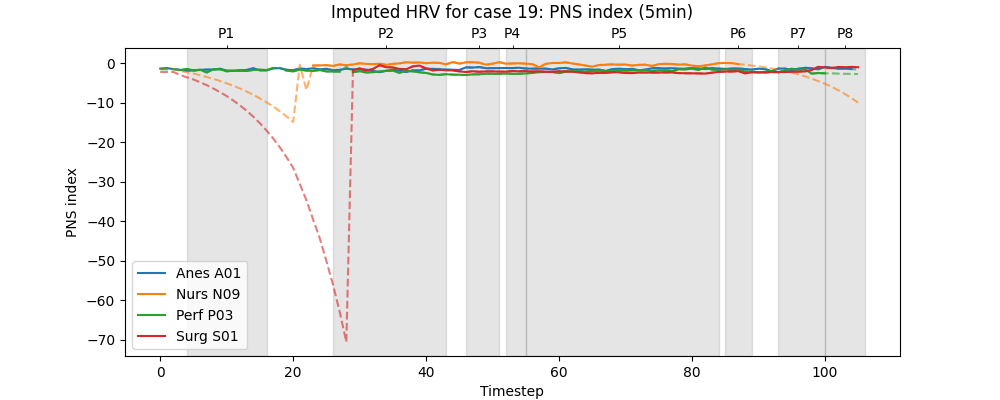 Imputed HRV for case 19: PNS index (5min)
P1 P2 P3 P4 P5 P6 P7 P8
PNS index
0
−10
−20
−30
−40
−50
−60
−70
Anes A01
Nurs N09
Perf P03
Surg S01
0 20 40 60 80 100
Timestep